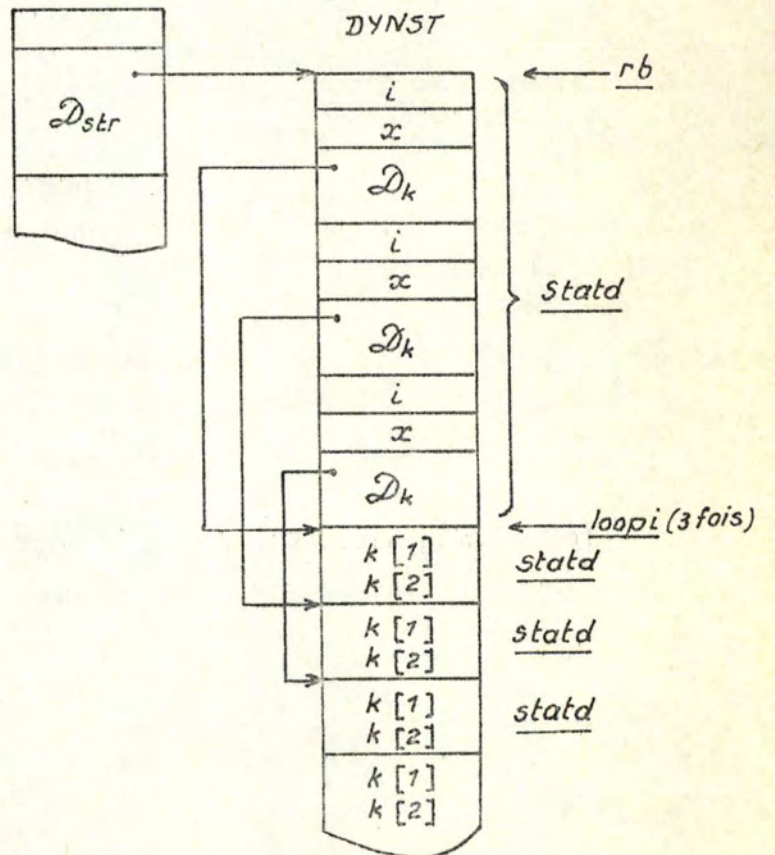 DYNST
rb
i
x
Dstr
Dk
i
x
statd
Dk
i
x
Dk
loopi (3 fois)
k [1]
k [2]
statd
k [1]
k [2]
statd
k [1]
k [2]
statd
k [1]
k [2]